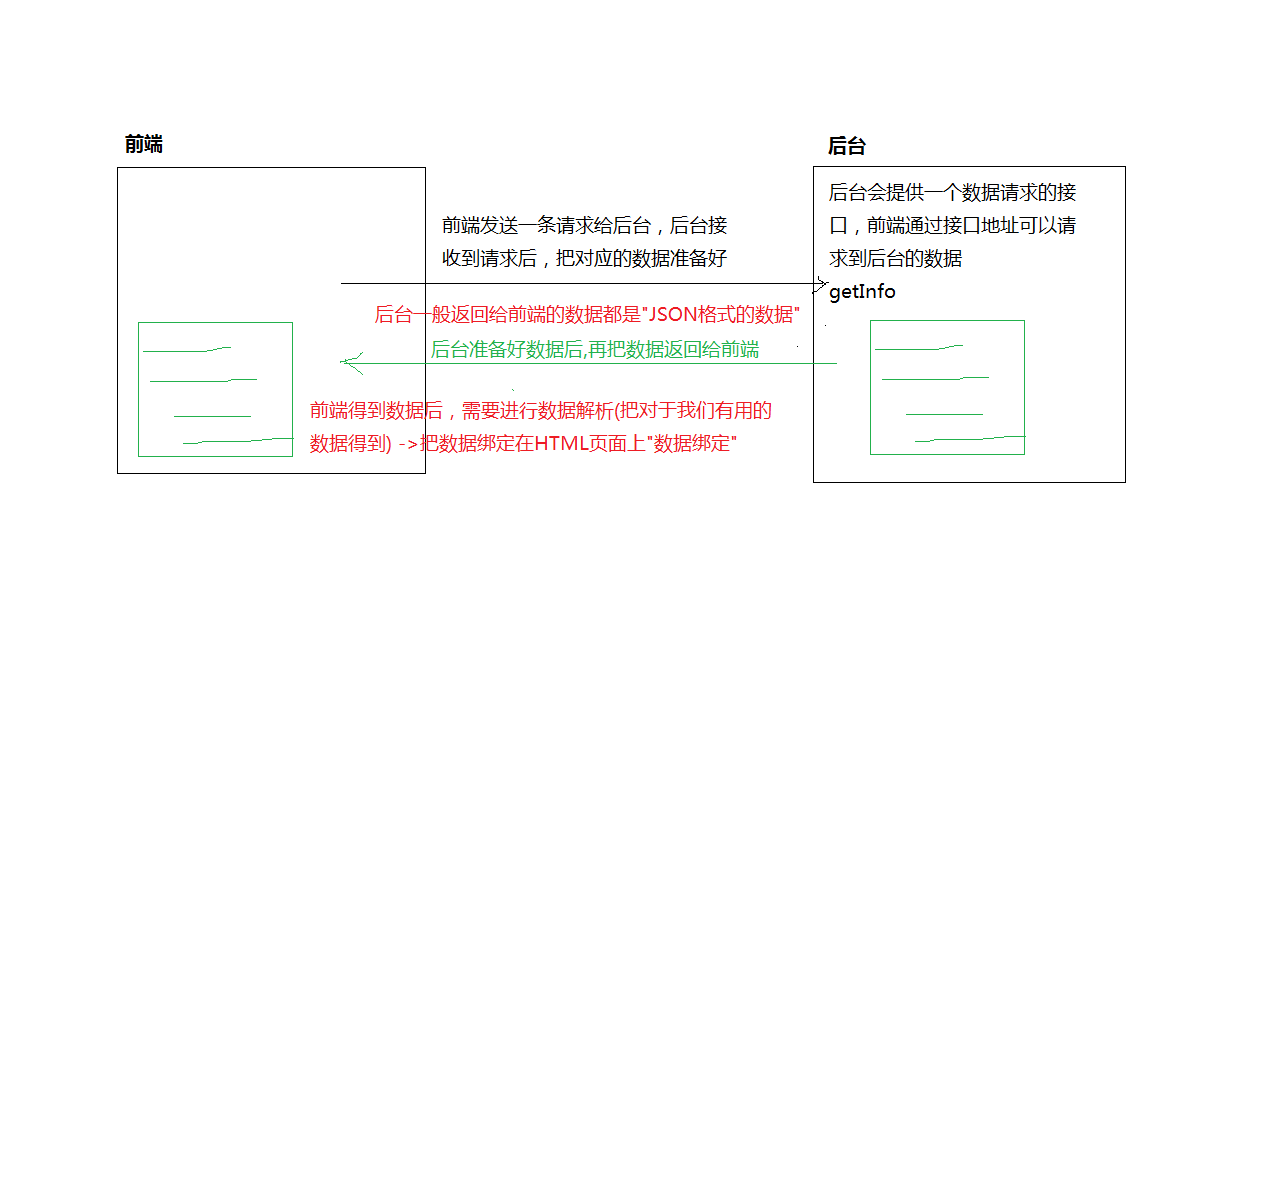 前端
后台
后台会提供一个数据请求的接
口，前端通过接口地址可以请
求到后台的数据
getInfo
前端发送一条请求给后台，后台接
收到请求后，把对应的数据准备好
后台一般返回给前端的数据都是"JSON格式的数据"
后台准备好数据后,再把数据返回给前端
前端得到数据后，需要进行数据解析(把对于我们有用的
数据得到) ->把数据绑定在HTML页面上"数据绑定"